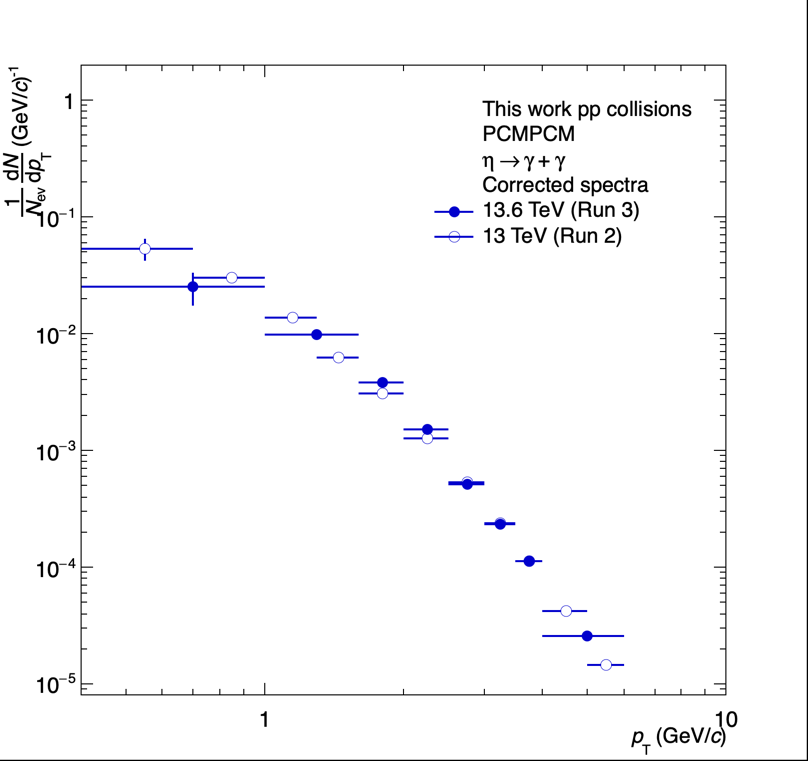 1/N_ev dN/dp_T (GeV/c)^-1
This work pp collisions
PCMPCM
η → γ + γ
Corrected spectra
13.6 TeV (Run 3)
13 TeV (Run 2)
1
10^−1
10^−2
10^−3
10^−4
10^−5
1 10
p_T (GeV/c)